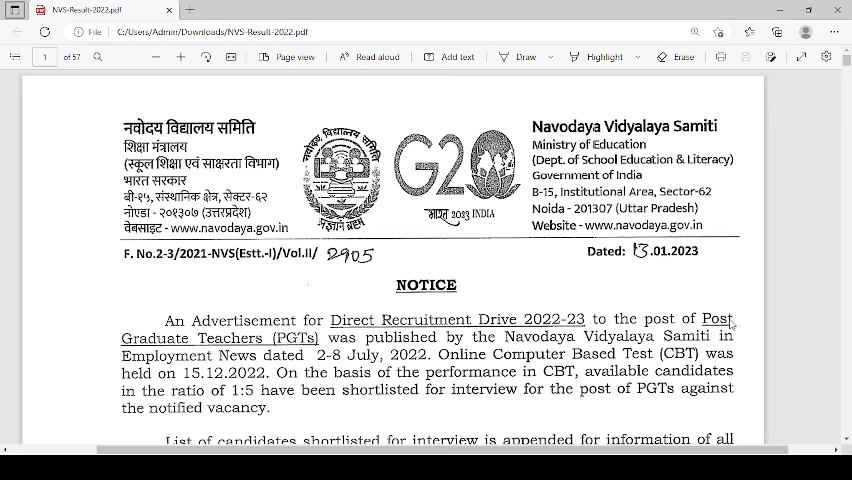 NVS-Result-2022.pdf
File C:/Users/Admin/Downloads/NVS-Result-2022.pdf
1 of 57 Page view Read aloud Add text Draw Highlight Erase
नवोदय विद्यालय समिति
शिक्षा मंत्रालय
(स्कूल शिक्षा एवं साक्षरता विभाग)
भारत सरकार
बी-१५, संस्थानिक क्षेत्र, सेक्टर-६२
नोएडा - २०१३०७ (उत्तरप्रदेश)
वेबसाइट - www.navodaya.gov.in
नवोदय विद्यालय समिति
प्रज्ञानं ब्रह्म
G20
भारत 2023 INDIA
Navodaya Vidyalaya Samiti
Ministry of Education
(Dept. of School Education & Literacy)
Government of India
B-15, Institutional Area, Sector-62
Noida - 201307 (Uttar Pradesh)
Website - www.navodaya.gov.in
F. No.2-3/2021-NVS(Estt.-I)/Vol.II/ 2905 Dated: 13.01.2023
NOTICE
An Advertisement for Direct Recruitment Drive 2022-23 to the post of Post
Graduate Teachers (PGTs) was published by the Navodaya Vidyalaya Samiti in
Employment News dated 2-8 July, 2022. Online Computer Based Test (CBT) was
held on 15.12.2022. On the basis of the performance in CBT, available candidates
in the ratio of 1:5 have been shortlisted for interview for the post of PGTs against
the notified vacancy.
List of candidates shortlisted for interview is appended for information of all